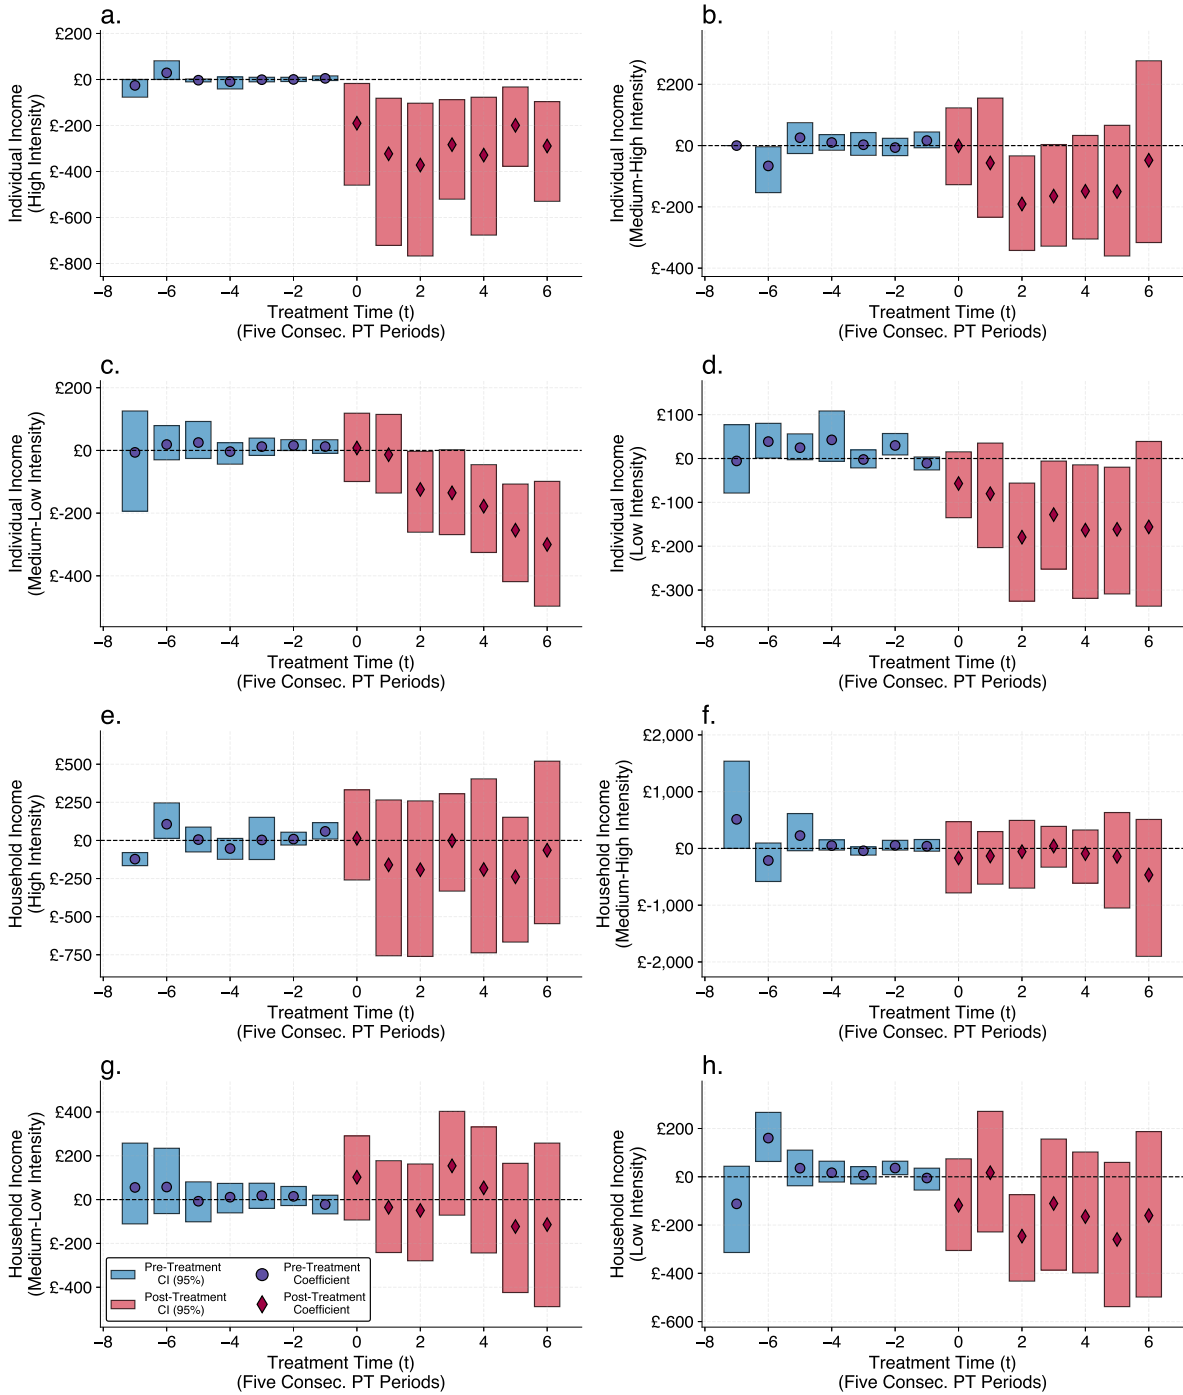 a.
£200
£0
£-200
£-400
£-600
£-800
Individual Income
(High Intensity)
−8 −6 −4 −2 0 2 4 6
Treatment Time (t)
(Five Consec. PT Periods)
b.
£200
£0
£-200
£-400
Individual Income
(Medium-High Intensity)
−8 −6 −4 −2 0 2 4 6
Treatment Time (t)
(Five Consec. PT Periods)
c.
£200
£0
£-200
£-400
Individual Income
(Medium-Low Intensity)
−8 −6 −4 −2 0 2 4 6
Treatment Time (t)
(Five Consec. PT Periods)
d.
£100
£0
£-100
£-200
£-300
Individual Income
(Low Intensity)
−8 −6 −4 −2 0 2 4 6
Treatment Time (t)
(Five Consec. PT Periods)
e.
£500
£250
£0
£-250
£-500
£-750
Household Income
(High Intensity)
−8 −6 −4 −2 0 2 4 6
Treatment Time (t)
(Five Consec. PT Periods)
f.
£2,000
£1,000
£0
£-1,000
£-2,000
Household Income
(Medium-High Intensity)
−8 −6 −4 −2 0 2 4 6
Treatment Time (t)
(Five Consec. PT Periods)
g.
£400
£200
£0
£-200
£-400
Household Income
(Medium-Low Intensity)
Pre-Treatment
CI (95%)
Post-Treatment
CI (95%)
Pre-Treatment
Coefficient
Post-Treatment
Coefficient
−8 −6 −4 −2 0 2 4 6
Treatment Time (t)
(Five Consec. PT Periods)
h.
£200
£0
£-200
£-400
£-600
Household Income
(Low Intensity)
−8 −6 −4 −2 0 2 4 6
Treatment Time (t)
(Five Consec. PT Periods)